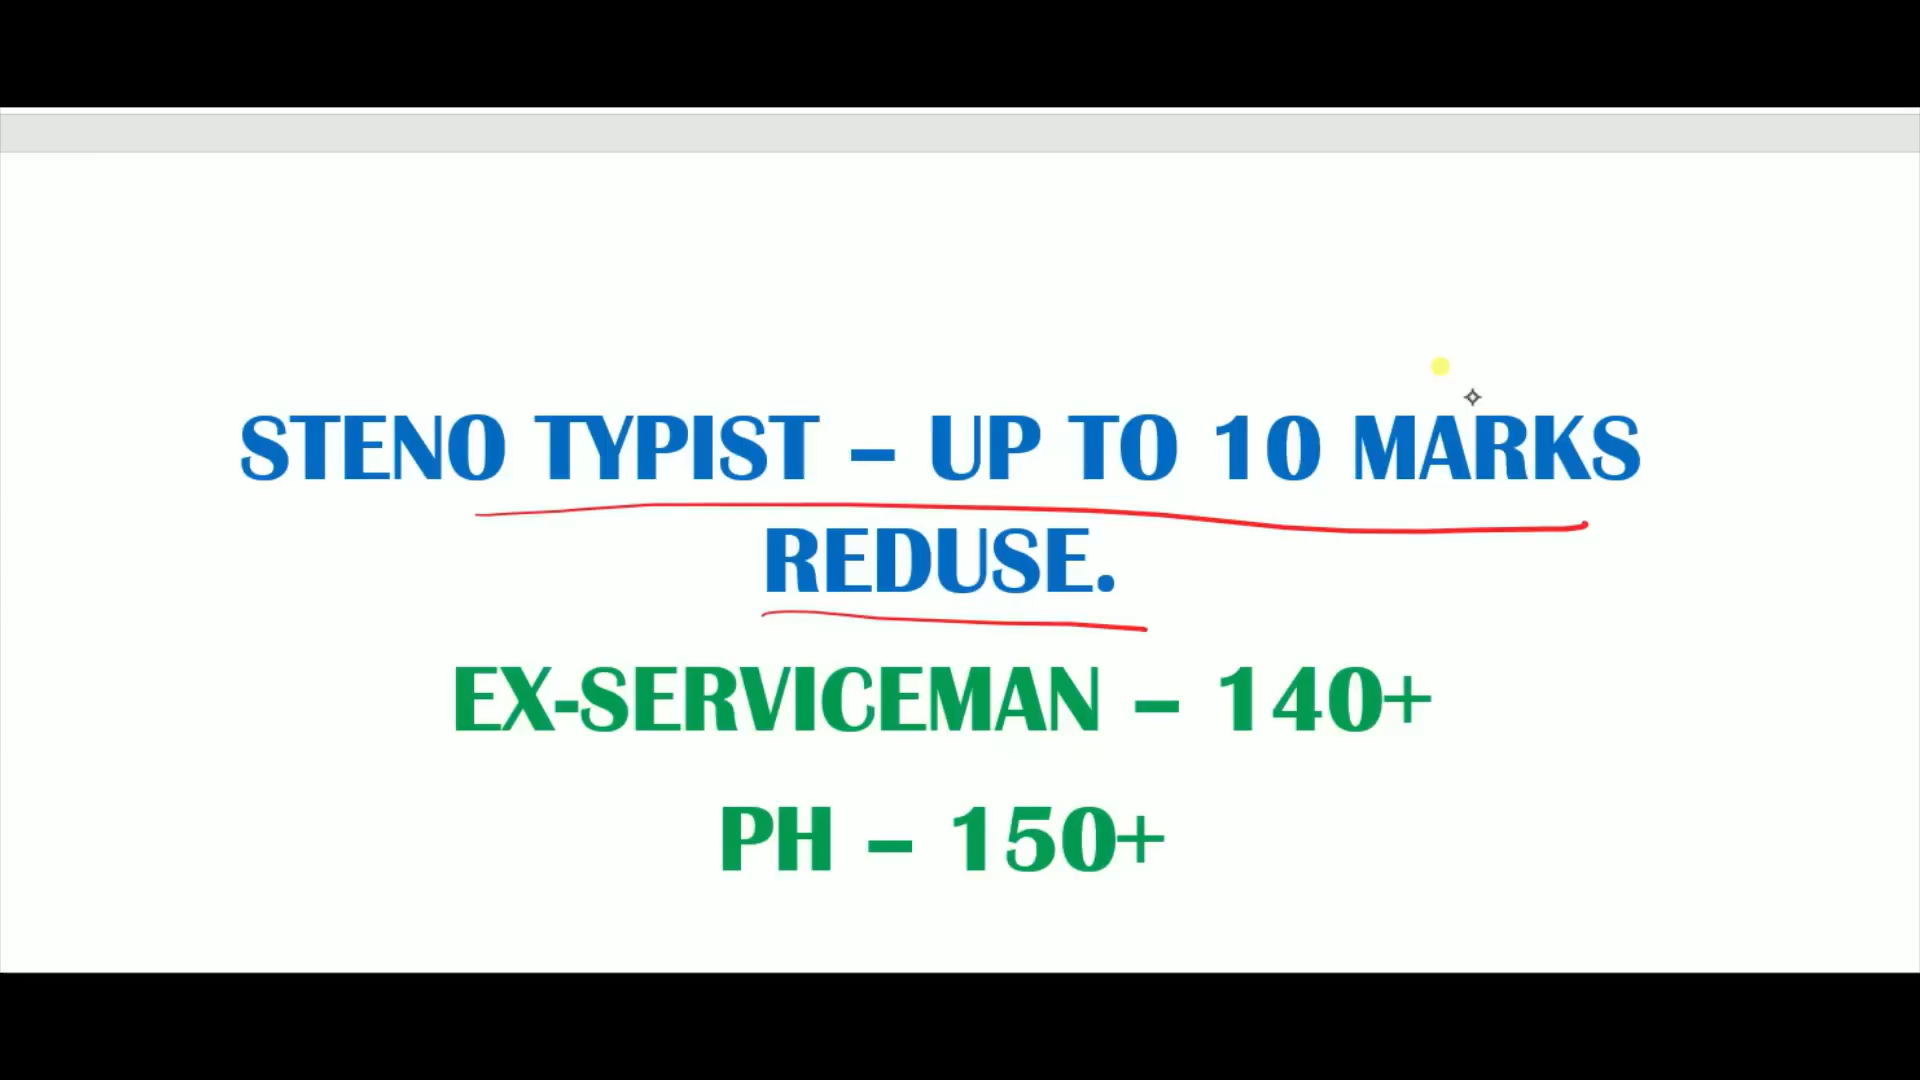 STENO TYPIST – UP TO 10 MARKS
REDUSE.
EX-SERVICEMAN – 140+
PH – 150+